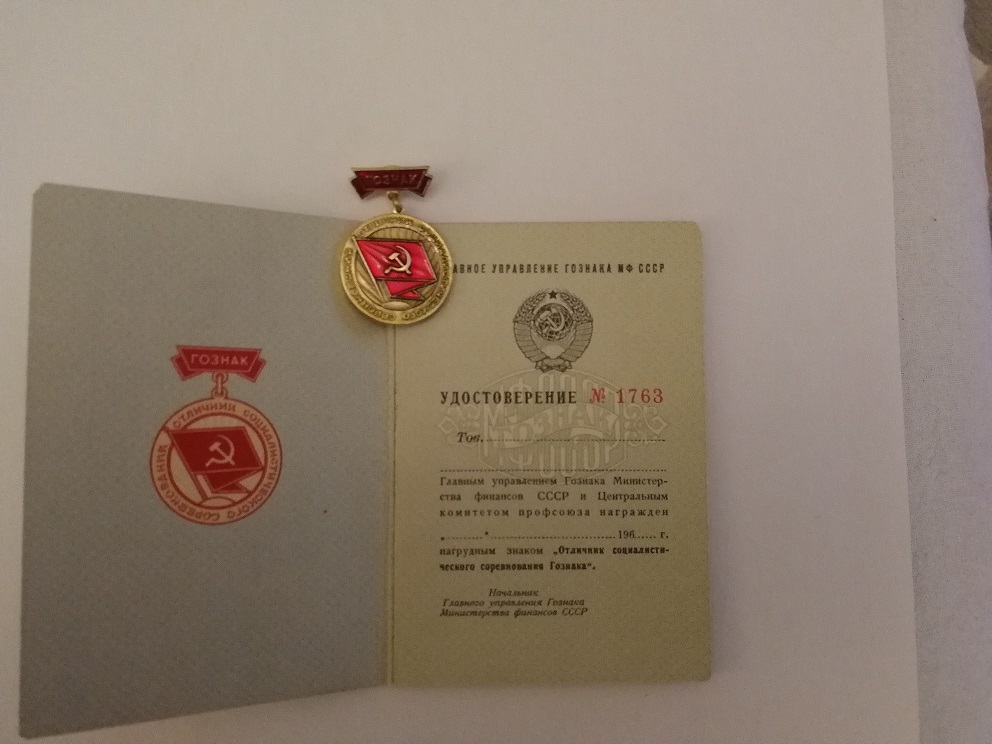 ГОЗНАК
ГОЗНАК
ОТЛИЧНИК СОЦИАЛИСТИЧЕСКОГО СОРЕВНОВАНИЯ
АВНОЕ УПРАВЛЕНИЕ ГОЗНАКА МФ СССР
УДОСТОВЕРЕНИЕ № 1763
ГОЗНАК
Тов.
Главным управлением Гознака Министер-
ства финансов СССР и Центральным
комитетом профсоюза награжден
„ “ 196 г.
нагрудным знаком „Отличник социалисти-
ческого соревнования Гознака“.
Начальник
Главного управления Гознака
Министерства финансов СССР